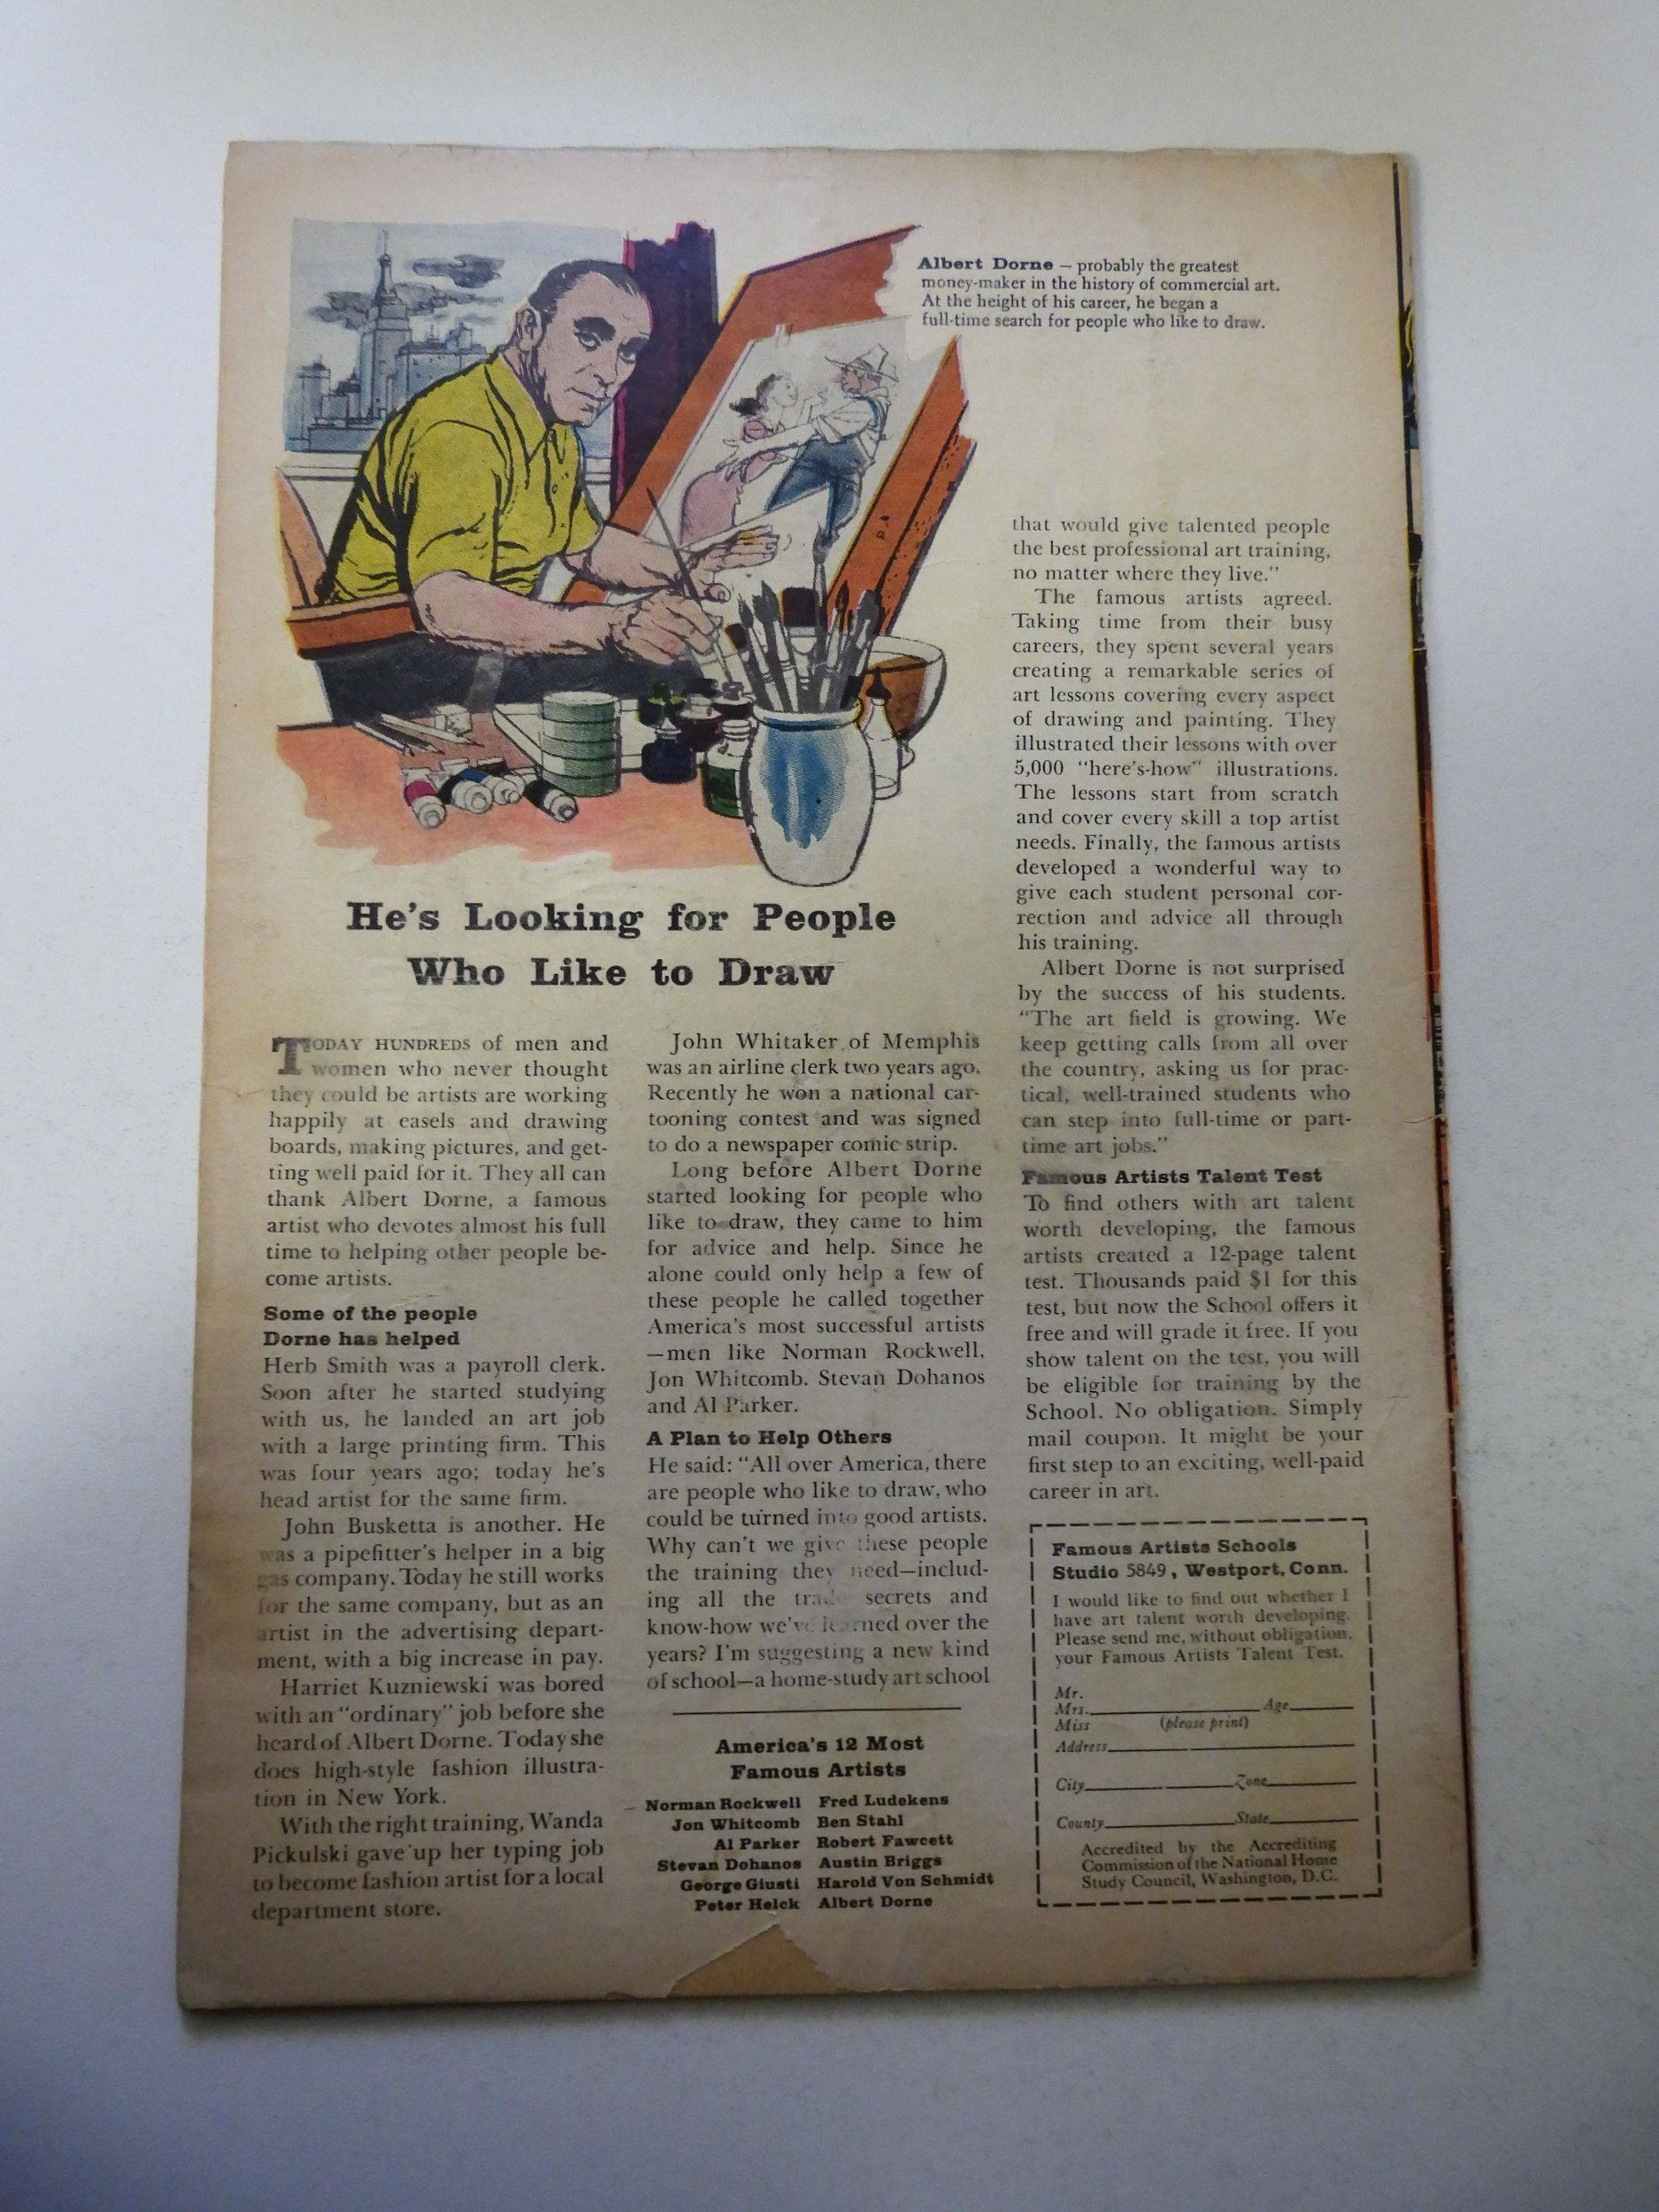 Albert Dorne – probably the greatest
money-maker in the history of commercial art.
At the height of his career, he began a
full-time search for people who like to draw.
He's Looking for People
Who Like to Draw
TODAY HUNDREDS of men and
women who never thought
they could be artists are working
happily at easels and drawing
boards, making pictures, and get-
ting well paid for it. They all can
thank Albert Dorne, a famous
artist who devotes almost his full
time to helping other people be-
come artists.
Some of the people
Dorne has helped
Herb Smith was a payroll clerk.
Soon after he started studying
with us, he landed an art job
with a large printing firm. This
was four years ago; today he's
head artist for the same firm.
John Busketta is another. He
was a pipefitter's helper in a big
gas company. Today he still works
for the same company, but as an
artist in the advertising depart-
ment, with a big increase in pay.
Harriet Kuzniewski was bored
with an "ordinary" job before she
heard of Albert Dorne. Today she
does high-style fashion illustra-
tion in New York.
With the right training, Wanda
Pickulski gave up her typing job
to become fashion artist for a local
department store.
John Whitaker of Memphis
was an airline clerk two years ago.
Recently he won a national car-
tooning contest and was signed
to do a newspaper comic strip.
Long before Albert Dorne
started looking for people who
like to draw, they came to him
for advice and help. Since he
alone could only help a few of
these people he called together
America's most successful artists
—men like Norman Rockwell,
Jon Whitcomb. Stevan Dohanos
and Al Parker.
A Plan to Help Others
He said: "All over America, there
are people who like to draw, who
could be turned into good artists.
Why can't we give these people
the training they need—includ-
ing all the trade secrets and
know-how we've learned over the
years? I'm suggesting a new kind
of school—a home-study art school
America's 12 Most
Famous Artists
Norman Rockwell Fred Ludekens
Jon Whitcomb Ben Stahl
Al Parker Robert Fawcett
Stevan Dohanos Austin Briggs
George Giusti Harold Von Schmidt
Peter Helck Albert Dorne
that would give talented people
the best professional art training,
no matter where they live."
The famous artists agreed.
Taking time from their busy
careers, they spent several years
creating a remarkable series of
art lessons covering every aspect
of drawing and painting. They
illustrated their lessons with over
5,000 "here's-how" illustrations.
The lessons start from scratch
and cover every skill a top artist
needs. Finally, the famous artists
developed a wonderful way to
give each student personal cor-
rection and advice all through
his training.
Albert Dorne is not surprised
by the success of his students.
"The art field is growing. We
keep getting calls from all over
the country, asking us for prac-
tical, well-trained students who
can step into full-time or part-
time art jobs."
Famous Artists Talent Test
To find others with art talent
worth developing, the famous
artists created a 12-page talent
test. Thousands paid $1 for this
test, but now the School offers it
free and will grade it free. If you
show talent on the test, you will
be eligible for training by the
School. No obligation. Simply
mail coupon. It might be your
first step to an exciting, well-paid
career in art.
Famous Artists Schools
Studio 5849, Westport, Conn.
I would like to find out whether I
have art talent worth developing.
Please send me, without obligation,
your Famous Artists Talent Test.
Mr.
Mrs. Age
Miss (please print)
Address
City Zone
County State
Accredited by the Accrediting
Commission of the National Home
Study Council, Washington, D.C.